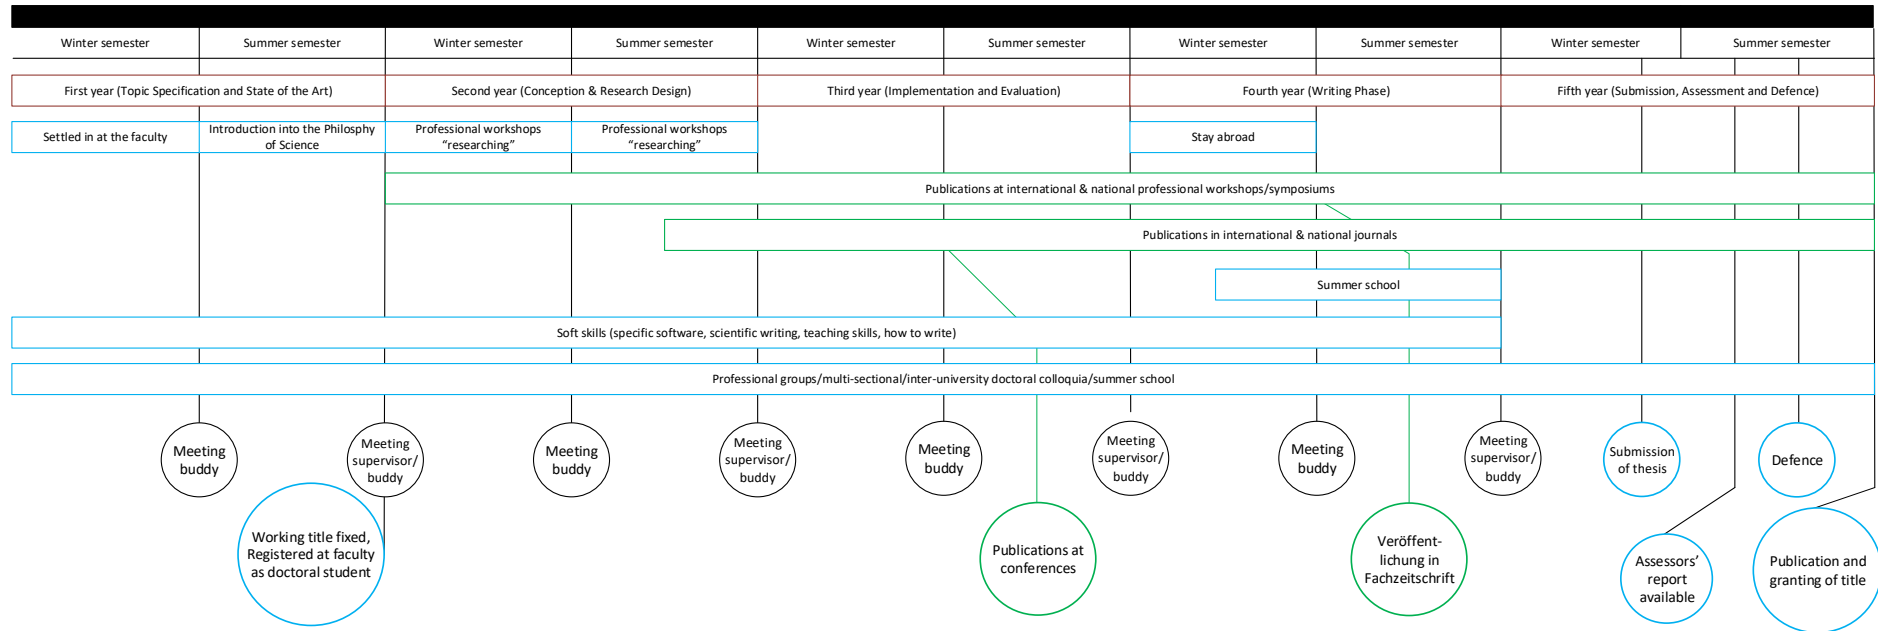 Winter semester
Summer semester
Winter semester
Summer semester
Winter semester
Summer semester
Winter semester
Summer semester
Winter semester
Summer semester
First year (Topic Specification and State of the Art)
Second year (Conception & Research Design)
Third year (Implementation and Evaluation)
Fourth year (Writing Phase)
Fifth year (Submission, Assessment and Defence)
Settled in at the faculty
Introduction into the Philosphy
of Science
Professional workshops
“researching”
Professional workshops
“researching”
Stay abroad
Publications at international & national professional workshops/symposiums
Publications in international & national journals
Summer school
Soft skills (specific software, scientific writing, teaching skills, how to write)
Professional groups/multi-sectional/inter-university doctoral colloquia/summer school
Meeting
buddy
Meeting
supervisor/
buddy
Meeting
buddy
Meeting
supervisor/
buddy
Meeting
buddy
Meeting
supervisor/
buddy
Meeting
buddy
Meeting
supervisor/
buddy
Submission
of thesis
Defence
Working title fixed,
Registered at faculty
as doctoral student
Publications at
conferences
Veröffent-
lichung in
Fachzeitschrift
Assessors’
report
available
Publication and
granting of title